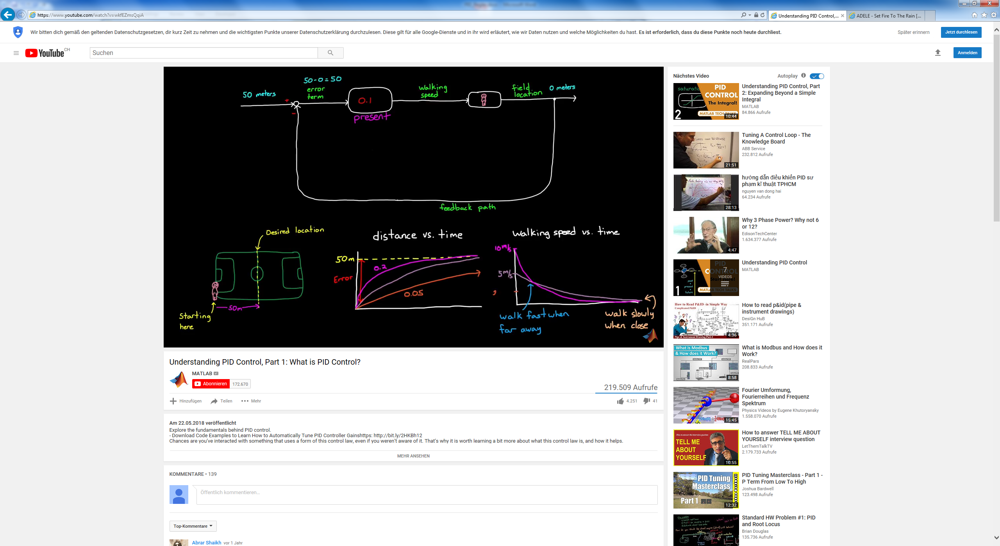 https://www.youtube.com/watch?v=wkfEZmsQqiA
Understanding PID Control,...
ADELE - Set Fire To The Rain [...
Wir bitten dich gemäß den geltenden Datenschutzgesetzen, dir kurz Zeit zu nehmen und die wichtigsten Punkte unserer Datenschutzerklärung durchzulesen. Diese gilt für alle Google-Dienste und in ihr wird erläutert, wie wir Daten nutzen und welche Möglichkeiten du hast. Es ist erforderlich, dass du diese Punkte noch heute durchliest.
Später erinnern
Jetzt durchlesen
YouTube CH
Suchen
Anmelden
50 meters
+
-
50-0=50
error
term
0.1
present
walking
speed
field
location
0 meters
feedback path
Desired location
50m
Starting
here
distance vs. time
50m
0.2
Error
0.05
walking speed vs. time
10 m/s
5 m/s
walk fast when
far away
walk slowly
when close
Understanding PID Control, Part 1: What is PID Control?
MATLAB
Abonnieren
172.670
219.509 Aufrufe
Hinzufügen
Teilen
Mehr
4.251
41
Am 22.05.2018 veröffentlicht
Explore the fundamentals behind PID control.
- Download Code Examples to Learn How to Automatically Tune PID Controller Gainshttps: http://bit.ly/2HKBh12
Chances are you’ve interacted with something that uses a form of this control law, even if you weren’t aware of it. That’s why it is worth learning a bit more about what this control law is, and how it helps.
MEHR ANSEHEN
KOMMENTARE • 139
Öffentlich kommentieren...
Top-Kommentare
Abrar Shaikh vor 1 Jahr
Nächstes Video
Autoplay
saturatio
PID
CONTROL
The Integral!
2
MATLAB TECH TALKS
10:44
Understanding PID Control, Part
2: Expanding Beyond a Simple
Integral
MATLAB
84.866 Aufrufe
21:51
Tuning A Control Loop - The
Knowledge Board
ABB Service
232.812 Aufrufe
28:13
hướng dẫn điều khiển PID sư
phạm kĩ thuật TPHCM
nguyen van dong hai
64.234 Aufrufe
4:47
Why 3 Phase Power? Why not 6
or 12?
EdisonTechCenter
1.634.377 Aufrufe
PID
CONTROL
Start Here!
past
+
present
+
future
1
MATLAB TECH TALKS
7
VIDEOS
Understanding PID Control
MATLAB
How to Read P&ID -in Simple Way
Complicated P&ID
Pipe & Instrument Drawing Part-1
4:36
How to read p&id(pipe &
instrument drawings)
DesiGn HuB
351.171 Aufrufe
What is Modbus
& How does it Work?
8:58
What is Modbus and How does it
Work?
RealPars
208.833 Aufrufe
15:45
Fourier Umformung,
Fourierreihen und Frequenz
Spektrum
Physics Videos by Eugene Khutoryansky
1.558.070 Aufrufe
How to answer the interview question
TELL ME
ABOUT
YOURSELF
10:55
How to answer TELL ME ABOUT
YOURSELF interview question
LetThemTalkTV
2.179.733 Aufrufe
PID Tuning
Masterclass
Part 1
12:32
PID Tuning Masterclass - Part 1 -
P Term From Low To High
Joshua Bardwell
123.498 Aufrufe
Standard HW Problem #1: PID
and Root Locus
Brian Douglas
135.736 Aufrufe